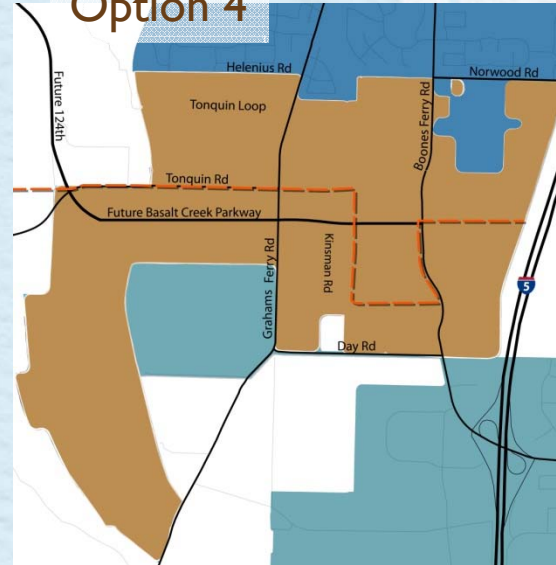 Option 4
Helenius Rd
Norwood Rd
Future 124th
Tonquin Loop
Boones Ferry Rd
Tonquin Rd
Future Basalt Creek Parkway
Grahams Ferry Rd
Kinsman Rd
5
Day Rd